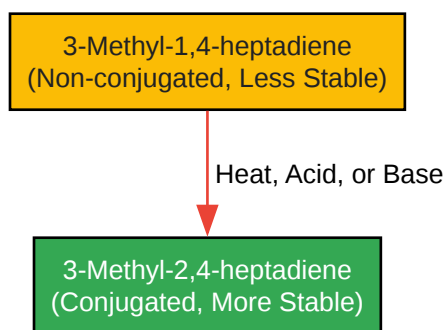 3-Methyl-1,4-heptadiene
(Non-conjugated, Less Stable)
Heat, Acid, or Base
3-Methyl-2,4-heptadiene
(Conjugated, More Stable)